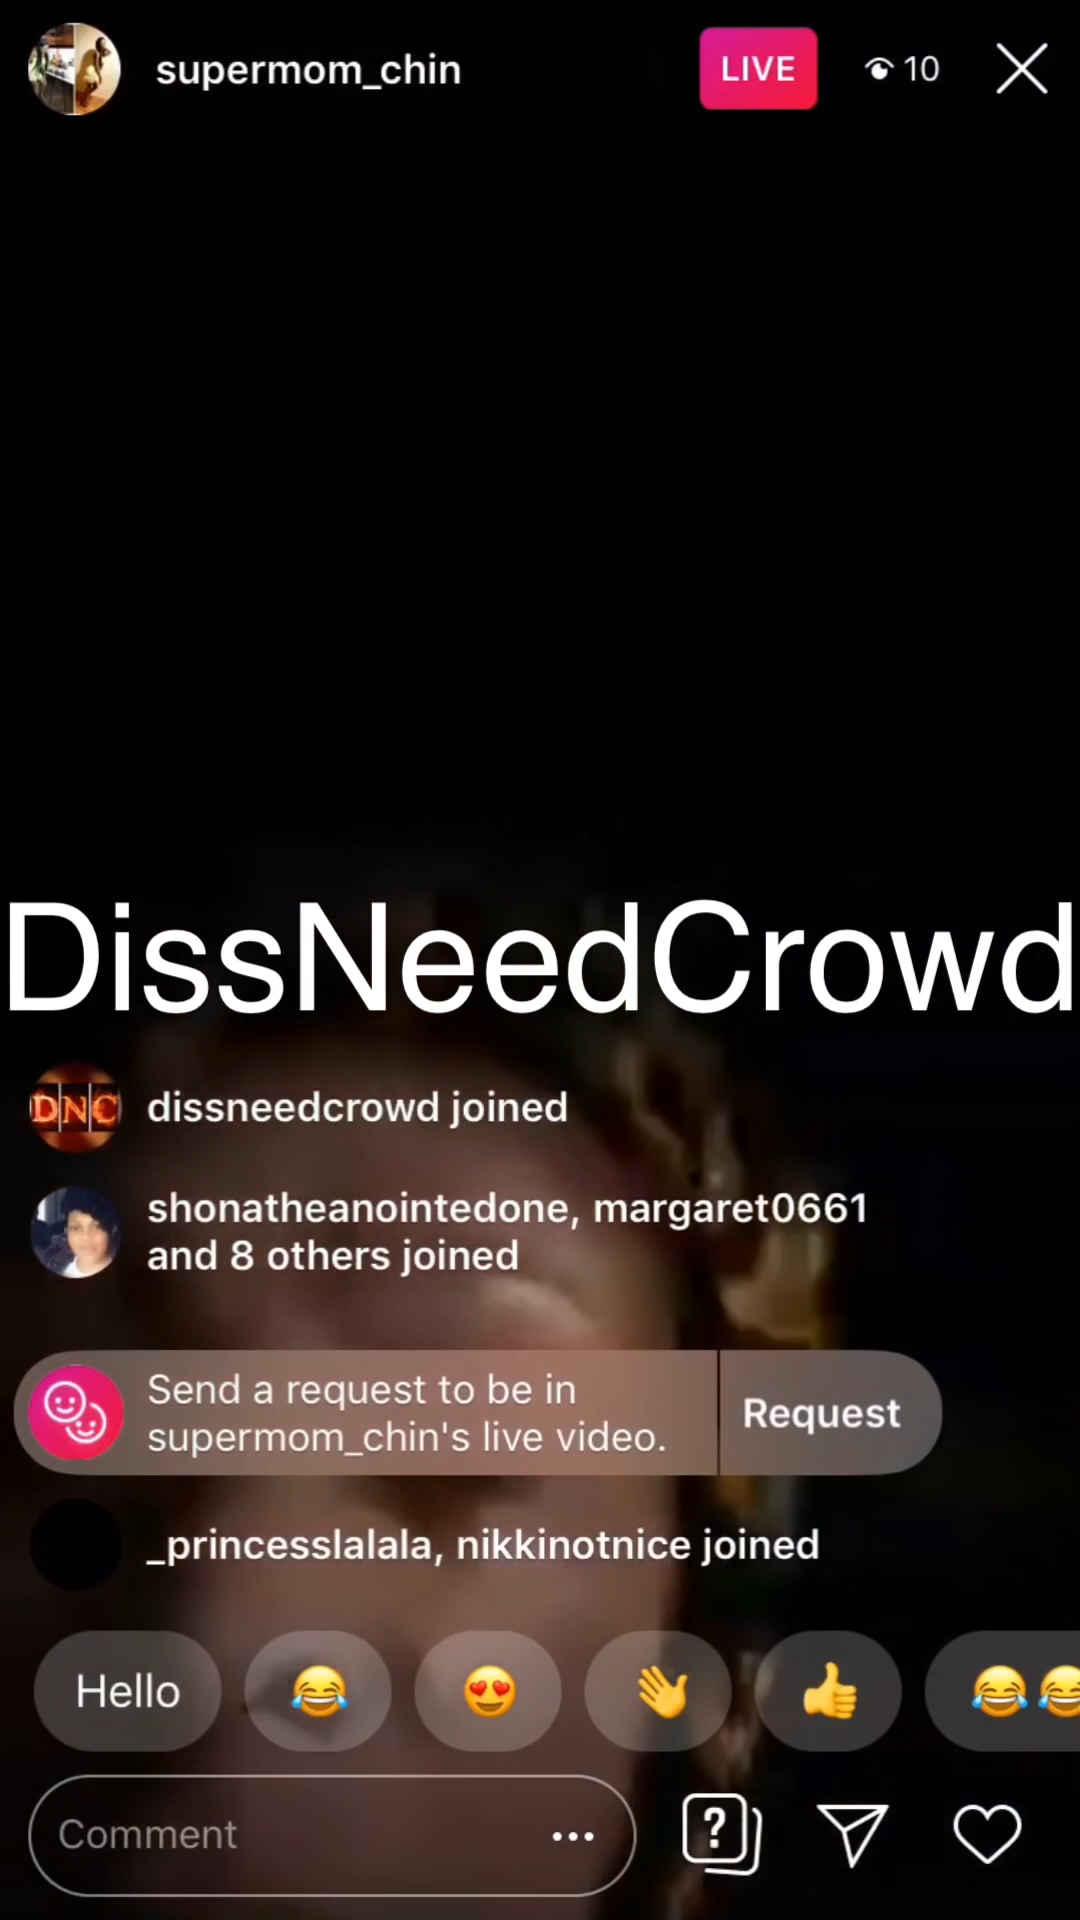 supermom_chin
LIVE
10
DissNeedCrowd
DNC
dissneedcrowd joined
shonatheanointedone, margaret0661
and 8 others joined
Send a request to be in
supermom_chin's live video.
Request
_princesslalala, nikkinotnice joined
Hello
😂
😍
👋
👍
😂😂
Comment
?